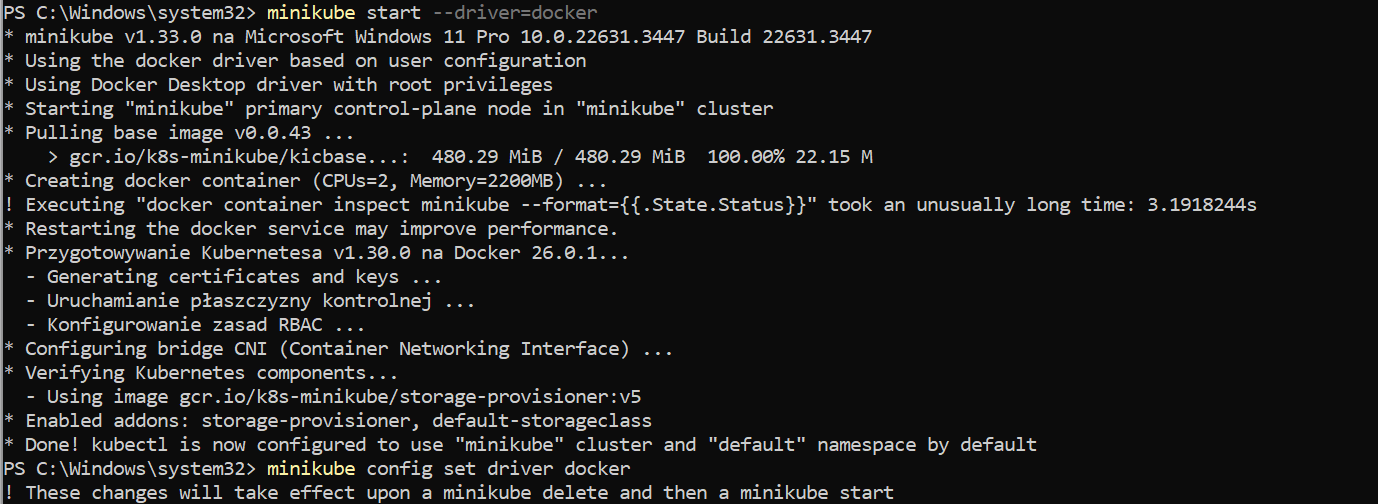 PS C:\Windows\system32> minikube start --driver=docker
* minikube v1.33.0 na Microsoft Windows 11 Pro 10.0.22631.3447 Build 22631.3447
* Using the docker driver based on user configuration
* Using Docker Desktop driver with root privileges
* Starting "minikube" primary control-plane node in "minikube" cluster
* Pulling base image v0.0.43 ...
    > gcr.io/k8s-minikube/kicbase...:  480.29 MiB / 480.29 MiB  100.00% 22.15 M
* Creating docker container (CPUs=2, Memory=2200MB) ...
! Executing "docker container inspect minikube --format={{.State.Status}}" took an unusually long time: 3.1918244s
* Restarting the docker service may improve performance.
* Przygotowywanie Kubernetesa v1.30.0 na Docker 26.0.1...
  - Generating certificates and keys ...
  - Uruchamianie płaszczyzny kontrolnej ...
  - Konfigurowanie zasad RBAC ...
* Configuring bridge CNI (Container Networking Interface) ...
* Verifying Kubernetes components...
  - Using image gcr.io/k8s-minikube/storage-provisioner:v5
* Enabled addons: storage-provisioner, default-storageclass
* Done! kubectl is now configured to use "minikube" cluster and "default" namespace by default
PS C:\Windows\system32> minikube config set driver docker
! These changes will take effect upon a minikube delete and then a minikube start